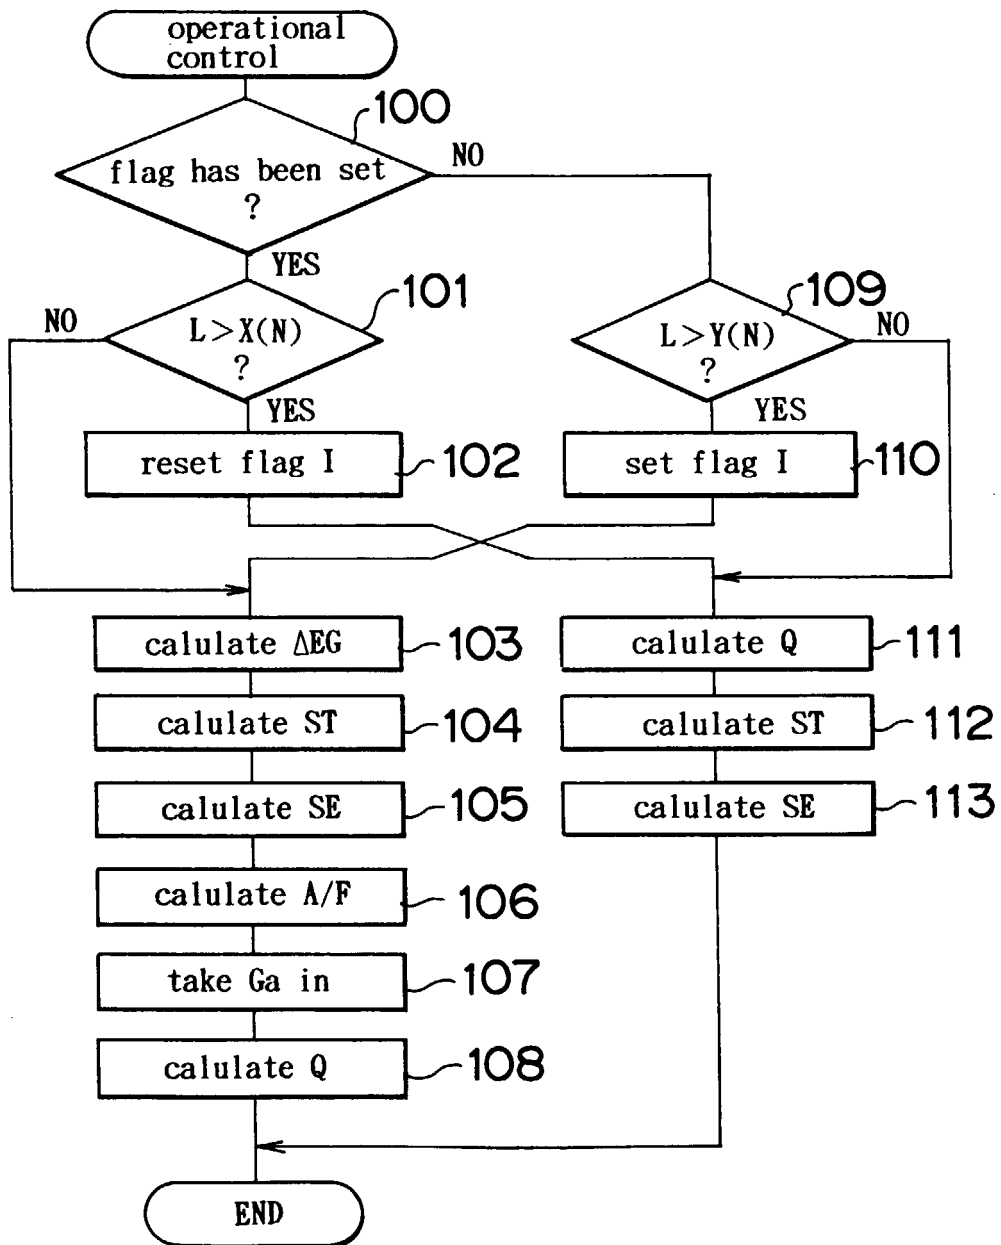 operational
control
100
flag has been set
?
NO
YES
101
NO
L>X(N)
?
YES
109
L>Y(N)
?
NO
YES
reset flag I
102
set flag I
110
calulate ΔEG
103
calulate Q
111
calulate ST
104
calulate ST
112
calulate SE
105
calulate SE
113
calulate A/F
106
take Ga in
107
calulate Q
108
END